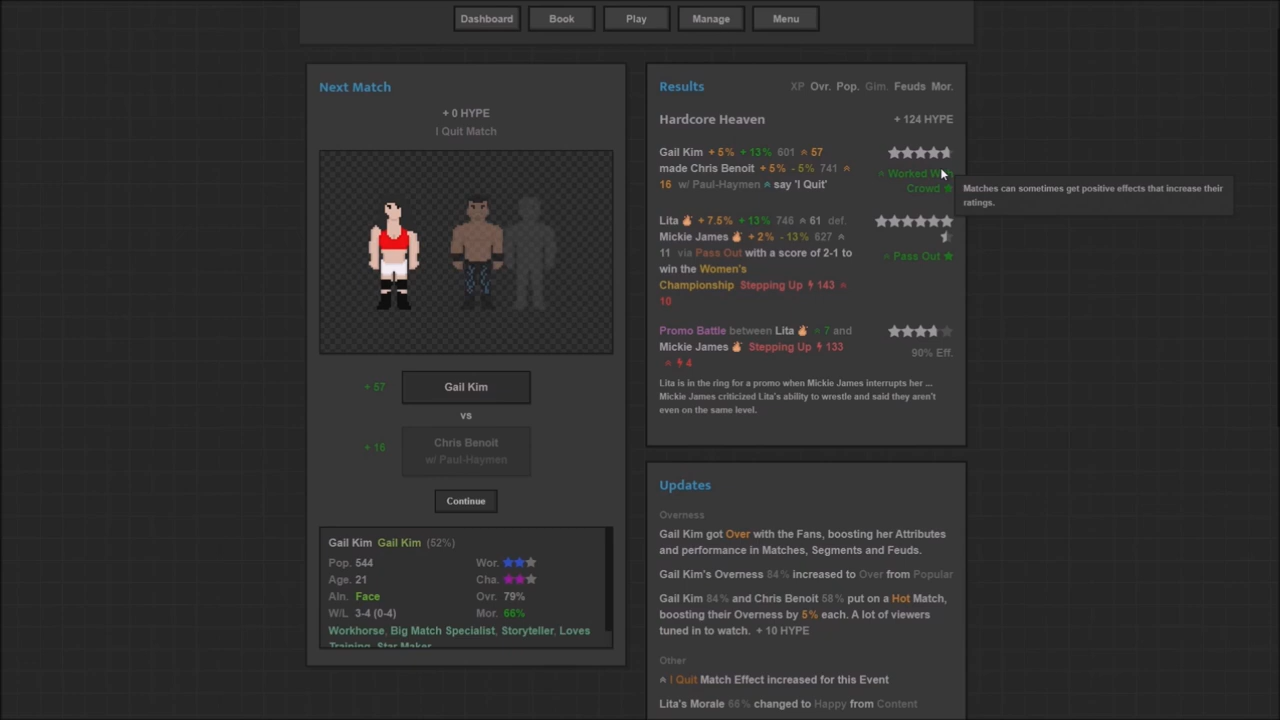 Dashboard Book Play Manage Menu
Next Match
+ 0 HYPE
I Quit Match
+ 57 Gail Kim
vs
+ 16 Chris Benoit
w/ Paul-Haymen
Continue
Gail Kim Gail Kim (52%)
Pop. 544 Wor.
Age. 21 Cha.
Aln. Face Ovr. 79%
W/L 3-4 (0-4) Mor. 66%
Workhorse, Big Match Specialist, Storyteller, Loves
Training, Star Maker
Results XP Ovr. Pop. Gim. Feuds Mor.
Hardcore Heaven + 124 HYPE
Gail Kim + 5% + 13% 601 57
made Chris Benoit + 5% - 5% 741
16 w/ Paul-Haymen say 'I Quit'
Worked
Crowd
Matches can sometimes get positive effects that increase their
ratings.
Lita + 7.5% + 13% 746 61 def.
Mickie James + 2% - 13% 627
11 via Pass Out with a score of 2-1 to
win the Women's
Championship Stepping Up 143
10
Pass Out
Promo Battle between Lita 7 and
Mickie James Stepping Up 133
4
90% Eff.
Lita is in the ring for a promo when Mickie James interrupts her ...
Mickie James criticized Lita's ability to wrestle and said they aren't
even on the same level.
Updates
Overness
Gail Kim got Over with the Fans, boosting her Attributes
and performance in Matches, Segments and Feuds.
Gail Kim's Overness 84% increased to Over from Popular
Gail Kim 84% and Chris Benoit 58% put on a Hot Match,
boosting their Overness by 5% each. A lot of viewers
tuned in to watch. + 10 HYPE
Other
I Quit Match Effect increased for this Event
Lita's Morale 66% changed to Happy from Content